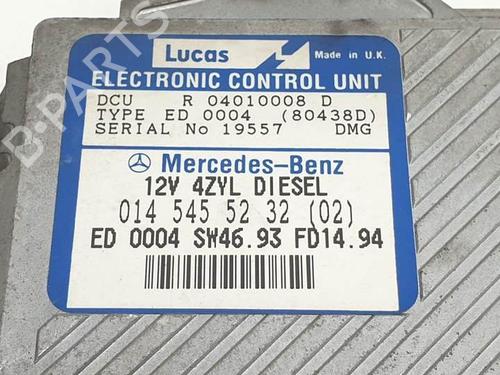 Lucas
Made in U.K.
ELECTRONIC CONTROL UNIT
DCU R 04010008 D
TYPE ED 0004 (80438D)
SERIAL No 19557 DMG
Mercedes-Benz
12V 4ZYL DIESEL
014 545 52 32 (02)
ED 0004 SW46.93 FD14.94
B-PARTS